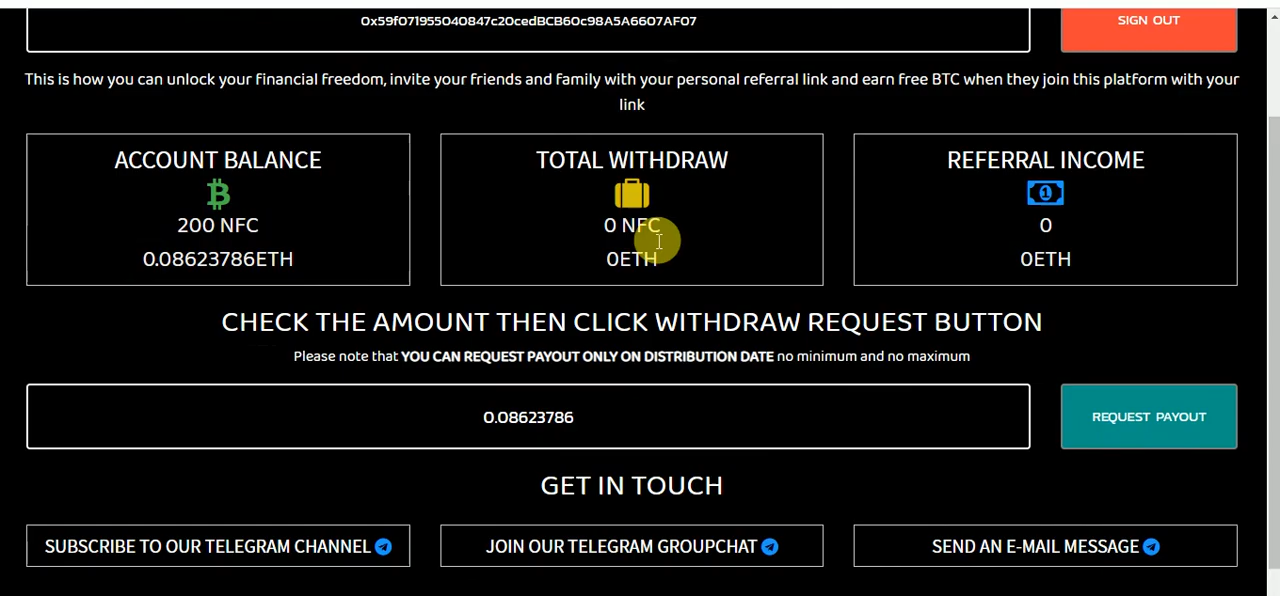 0x59f071955040847c20cedBCB60c98A5A6607AF07
SIGN OUT
This is how you can unlock your financial freedom, invite your friends and family with your personal referral link and earn free BTC when they join this platform with your
link
ACCOUNT BALANCE
200 NFC
0.08623786ETH
TOTAL WITHDRAW
0 NFC
0ETH
REFERRAL INCOME
0
0ETH
CHECK THE AMOUNT THEN CLICK WITHDRAW REQUEST BUTTON
Please note that YOU CAN REQUEST PAYOUT ONLY ON DISTRIBUTION DATE no minimum and no maximum
0.08623786
REQUEST PAYOUT
GET IN TOUCH
SUBSCRIBE TO OUR TELEGRAM CHANNEL
JOIN OUR TELEGRAM GROUPCHAT
SEND AN E-MAIL MESSAGE